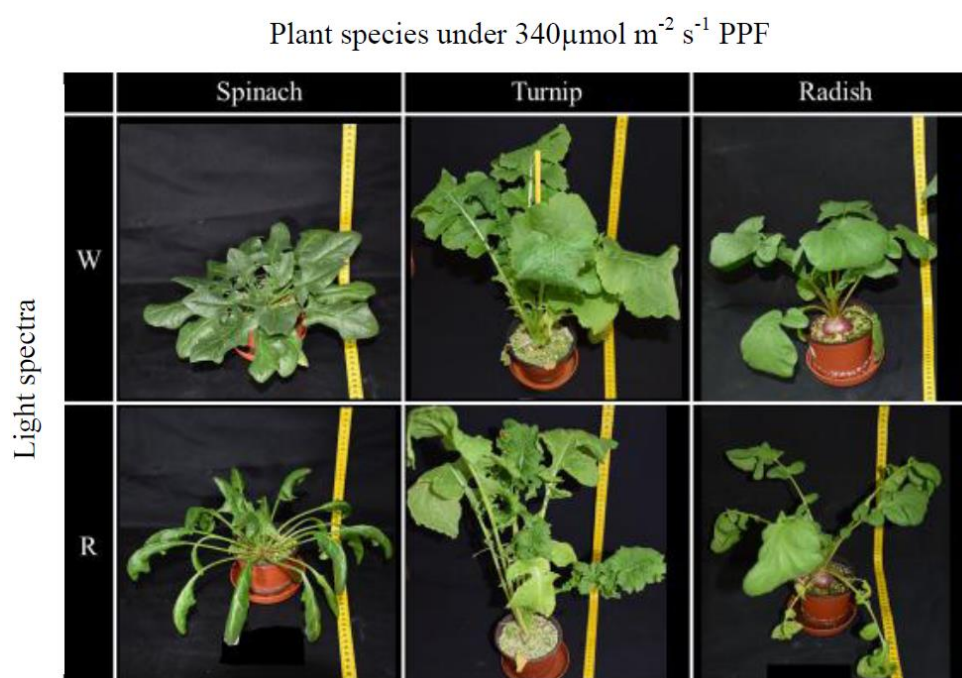 Plant species under 340µmol m⁻² s⁻¹ PPF
Spinach Turnip Radish
Light spectra
W
R